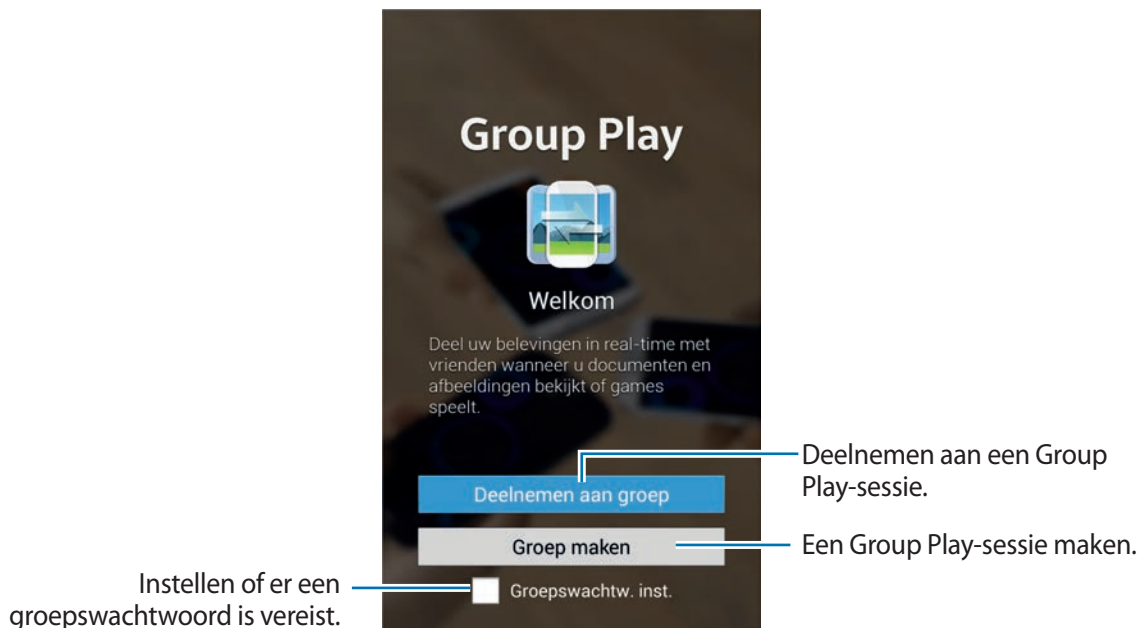 Group Play
Welkom
Deel uw belevingen in real-time met
vrienden wanneer u documenten en
afbeeldingen bekijkt of games
speelt.
Deelnemen aan groep
Deelnemen aan een Group
Play-sessie.
Groep maken
Een Group Play-sessie maken.
Groepswachtw. inst.
Instellen of er een
groepswachtwoord is vereist.